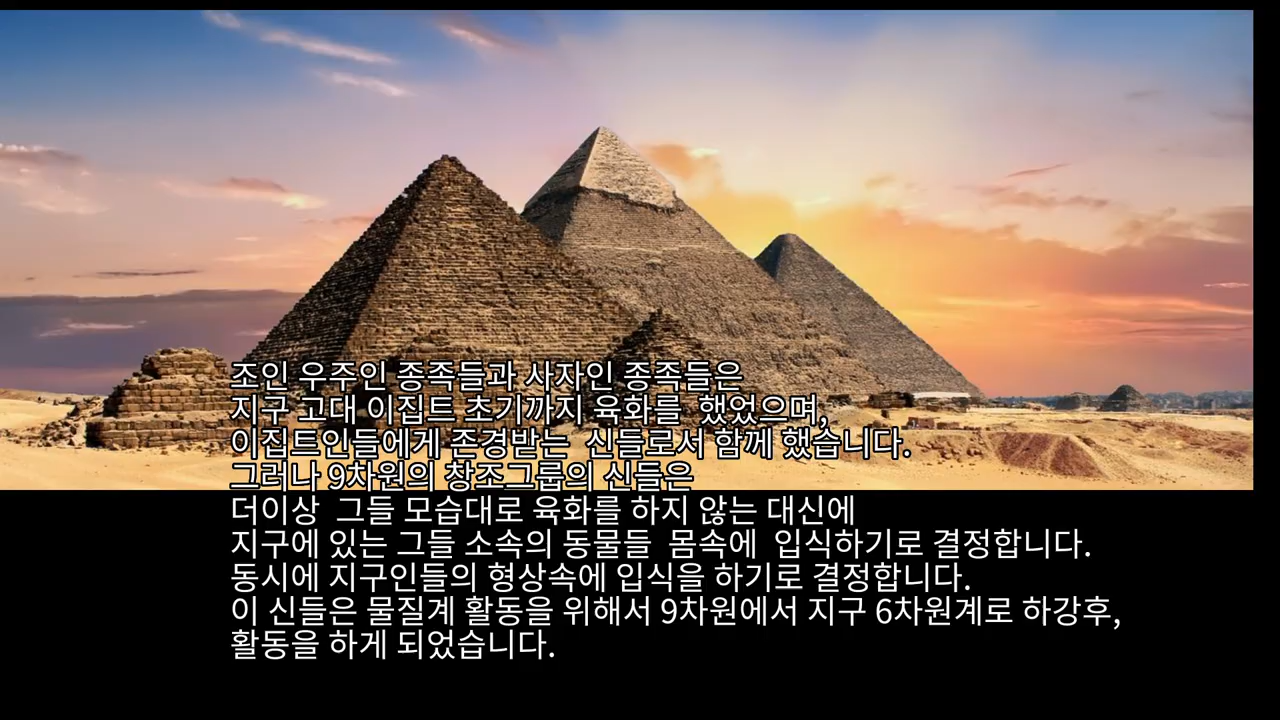 조인 우주인 종족들과 사자인 종족들은
지구 고대 이집트 초기까지 육화를 했었으며,
이집트인들에게 존경받는 신들로서 함께 했습니다.
그러나 9차원의 창조그룹의 신들은
더이상 그들 모습대로 육화를 하지 않는 대신에
지구에 있는 그들 소속의 동물들 몸속에 입식하기로 결정합니다.
동시에 지구인들의 형상속에 입식을 하기로 결정합니다.
이 신들은 물질계 활동을 위해서 9차원에서 지구 6차원계로 하강후,
활동을 하게 되었습니다.